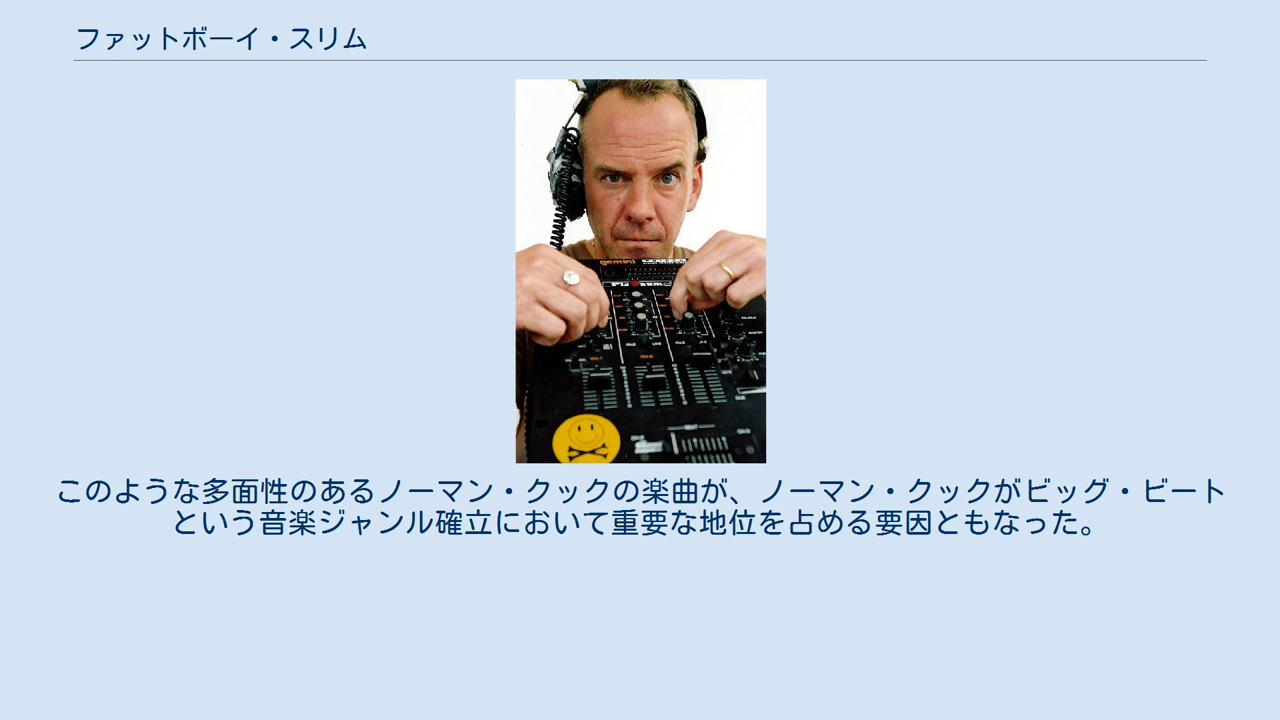 ファットボーイ・スリム
gemini
このような多面性のあるノーマン・クックの楽曲が、ノーマン・クックがビッグ・ビート
という音楽ジャンル確立において重要な地位を占める要因ともなった。